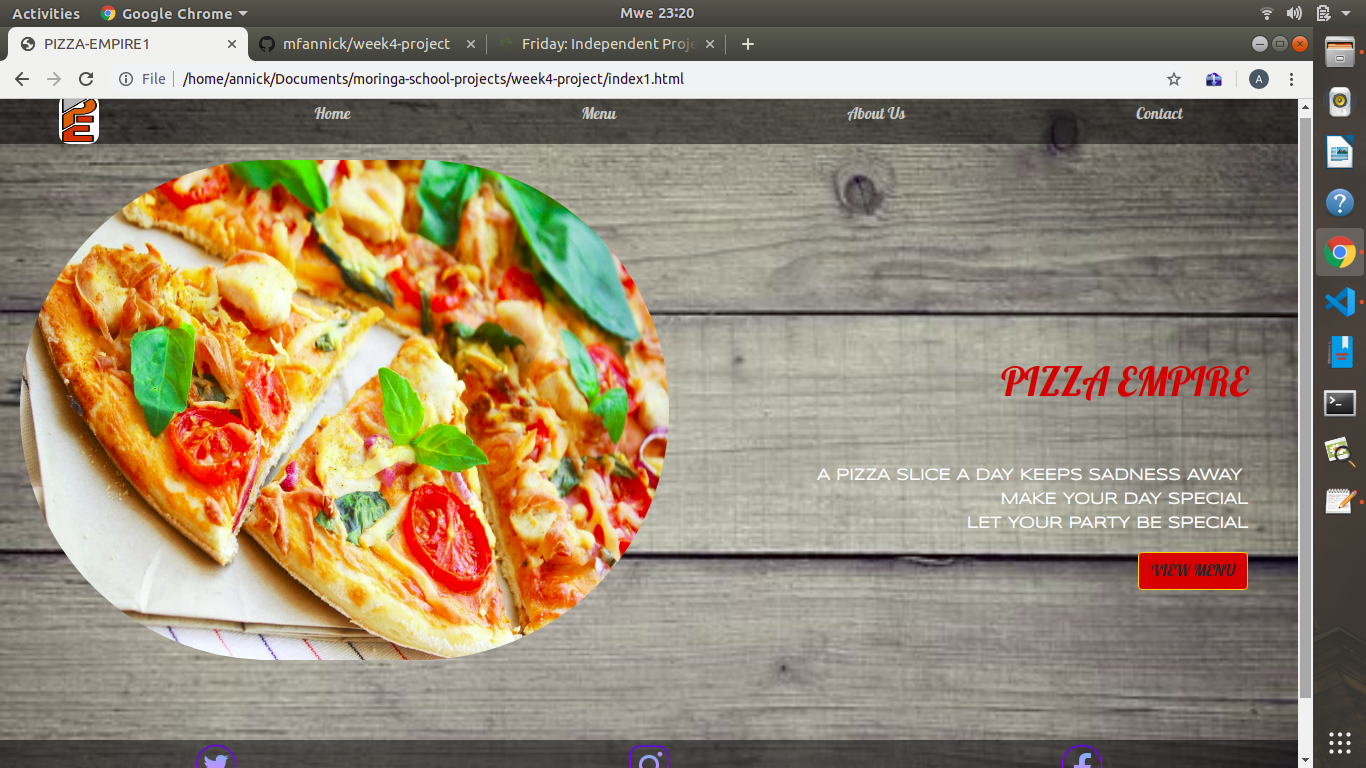 Activities
Google Chrome
Mwe 23:20
PIZZA-EMPIRE1
mfannick/week4-project
Friday: Independent Proje
File
/home/annick/Documents/moringa-school-projects/week4-project/index1.html
A
PE
Home
Menu
About Us
Contact
PIZZA EMPIRE
A PIZZA SLICE A DAY KEEPS SADNESS AWAY
MAKE YOUR DAY SPECIAL
LET YOUR PARTY BE SPECIAL
VIEW MENU